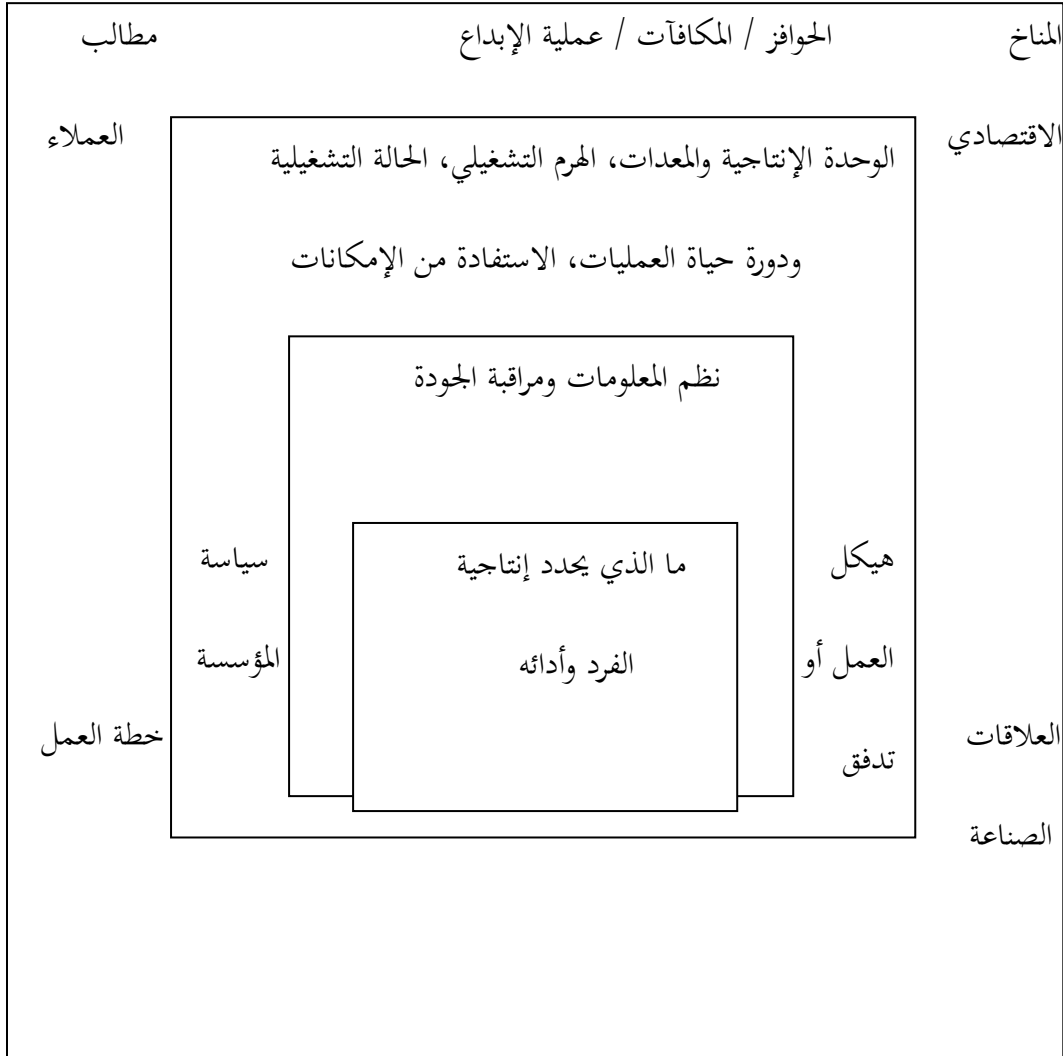 المناخ الحوافز / المكافآت / عملية الإبداع مطالب
الاقتصادي العملاء
الوحدة الإنتاجية والمعدات، الهرم التشغيلي، الحالة التشغيلية
ودورة حياة العمليات، الاستفادة من الإمكانات
نظم المعلومات ومراقبة الجودة
هيكل ما الذي يحدد إنتاجية سياسة
العمل أو الفرد وأدائه المؤسسة
العلاقات تدفق خطة العمل
الصناعة